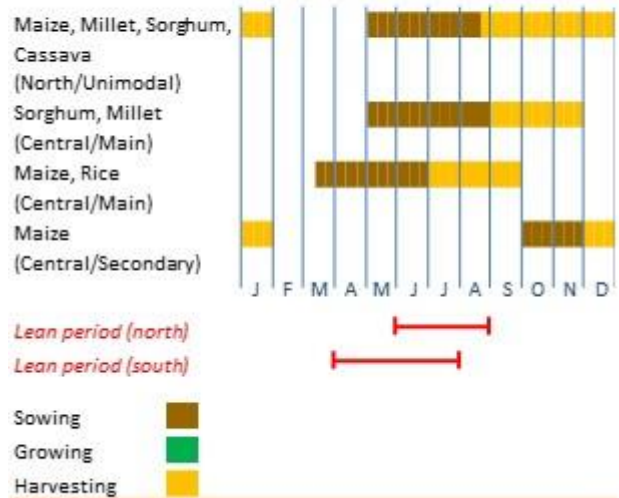 Maize, Millet, Sorghum,
Cassava
(North/Unimodal)
Sorghum, Millet
(Central/Main)
Maize, Rice
(Central/Main)
Maize
(Central/Secondary)
J F M A M J J A S O N D
Lean period (north)
Lean period (south)
Sowing
Growing
Harvesting